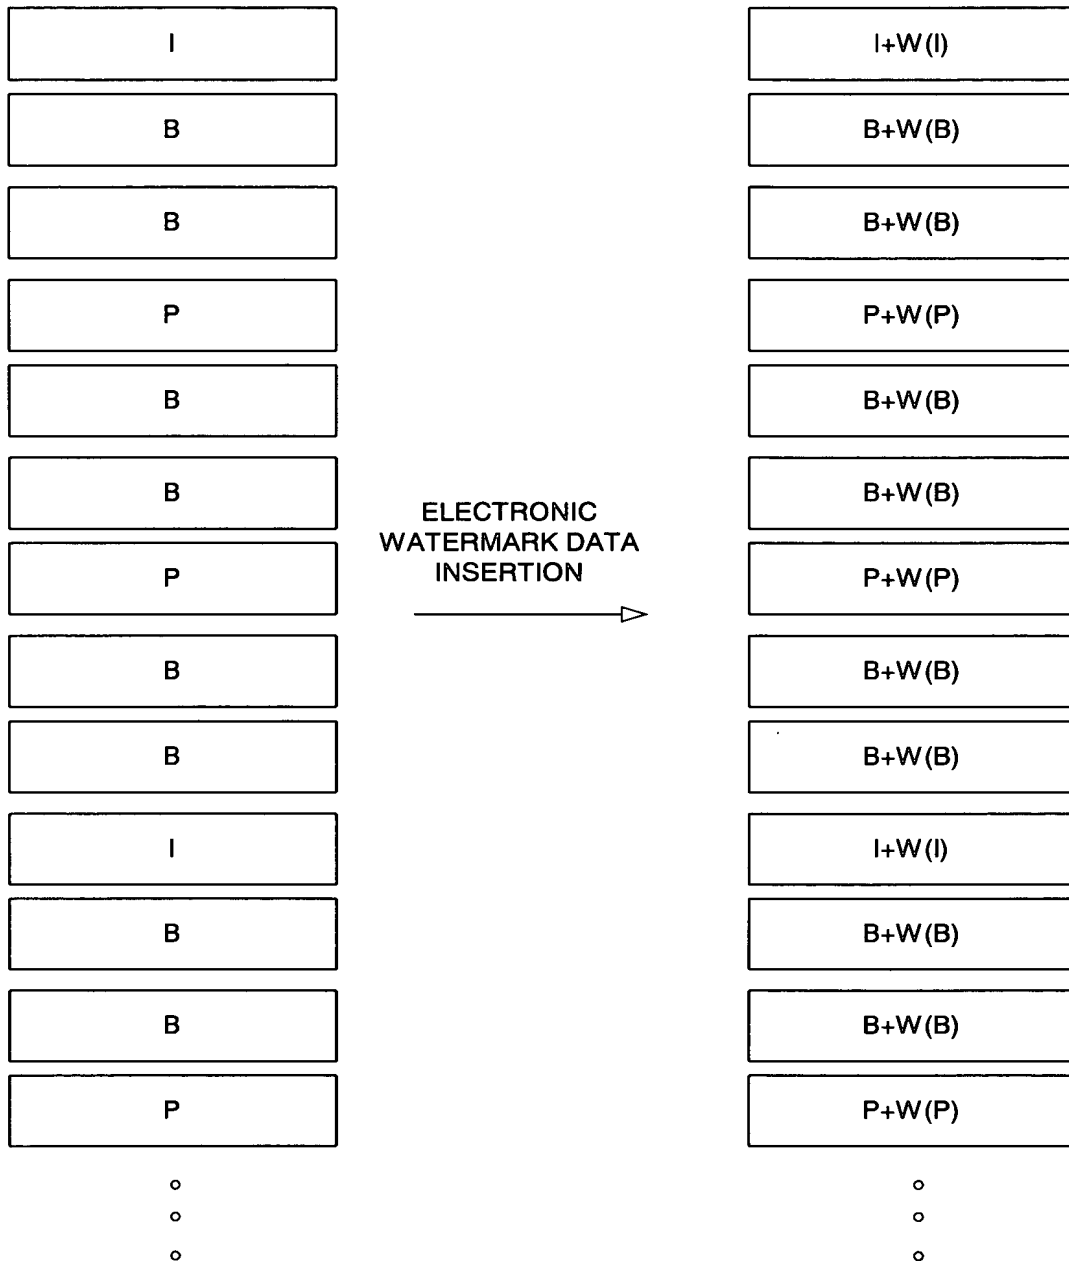 I
B
B
P
B
B
P
B
B
I
B
B
P
ELECTRONIC
WATERMARK DATA
INSERTION
I+W(I)
B+W(B)
B+W(B)
P+W(P)
B+W(B)
B+W(B)
P+W(P)
B+W(B)
B+W(B)
I+W(I)
B+W(B)
B+W(B)
P+W(P)